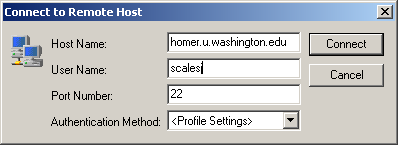 Connect to Remote Host
Host Name: homer.u.washington.edu Connect
User Name: scalesi Cancel
Port Number: 22
Authentication Method: <Profile Settings>